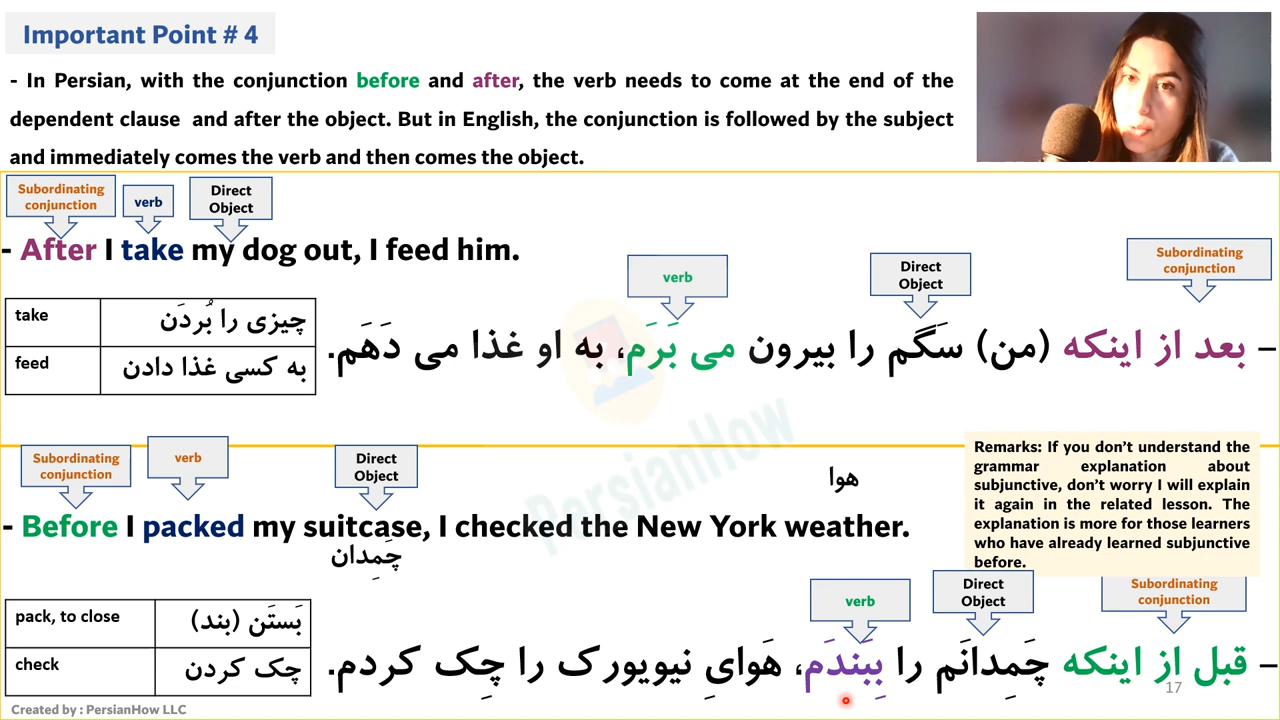 Important Point # 4
- In Persian, with the conjunction before and after, the verb needs to come at the end of the
dependent clause and after the object. But in English, the conjunction is followed by the subject
and immediately comes the verb and then comes the object.
Subordinating
conjunction
verb
Direct
Object
- After I take my dog out, I feed him.
verb
Direct
Object
Subordinating
conjunction
take
چیزی را بُردَن
feed
به کسی غذا دادن
– بعد از اینکه (من) سَگم را بیرون می بَرَم، به او غذا می دَهَم.
Subordinating
conjunction
verb
Direct
Object
هوا
- Before I packed my suitcase, I checked the New York weather.
چَمِدان
Remarks: If you don't understand the
grammar explanation about
subjunctive, don't worry I will explain
it again in the related lesson. The
explanation is more for those learners
who have already learned subjunctive
before.
verb
Direct
Object
Subordinating
conjunction
pack, to close
بَستَن (بند)
check
چک کردن
– قبل از اینکه چَمِدانَم را بِبَندَم، هَوایِ نیویورک را چِک کردم.
17
Created by : PersianHow LLC
PersianHow